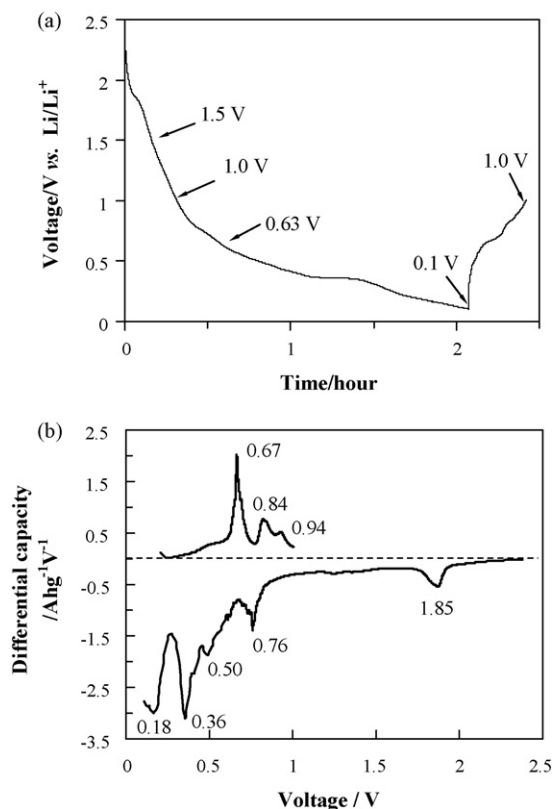 (a)
2.5
2
1.5
1
0.5
0
Voltage/V vs. Li/Li+
1.5 V
1.0 V
0.63 V
0.1 V
1.0 V
0 1 2
Time/hour
(b)
2.5
1.5
0.5
-0.5
-1.5
-2.5
-3.5
Differential capacity
/Ahg-1V-1
0.67
0.84
0.94
1.85
0.76
0.50
0.36
0.18
0 0.5 1 1.5 2 2.5
Voltage / V